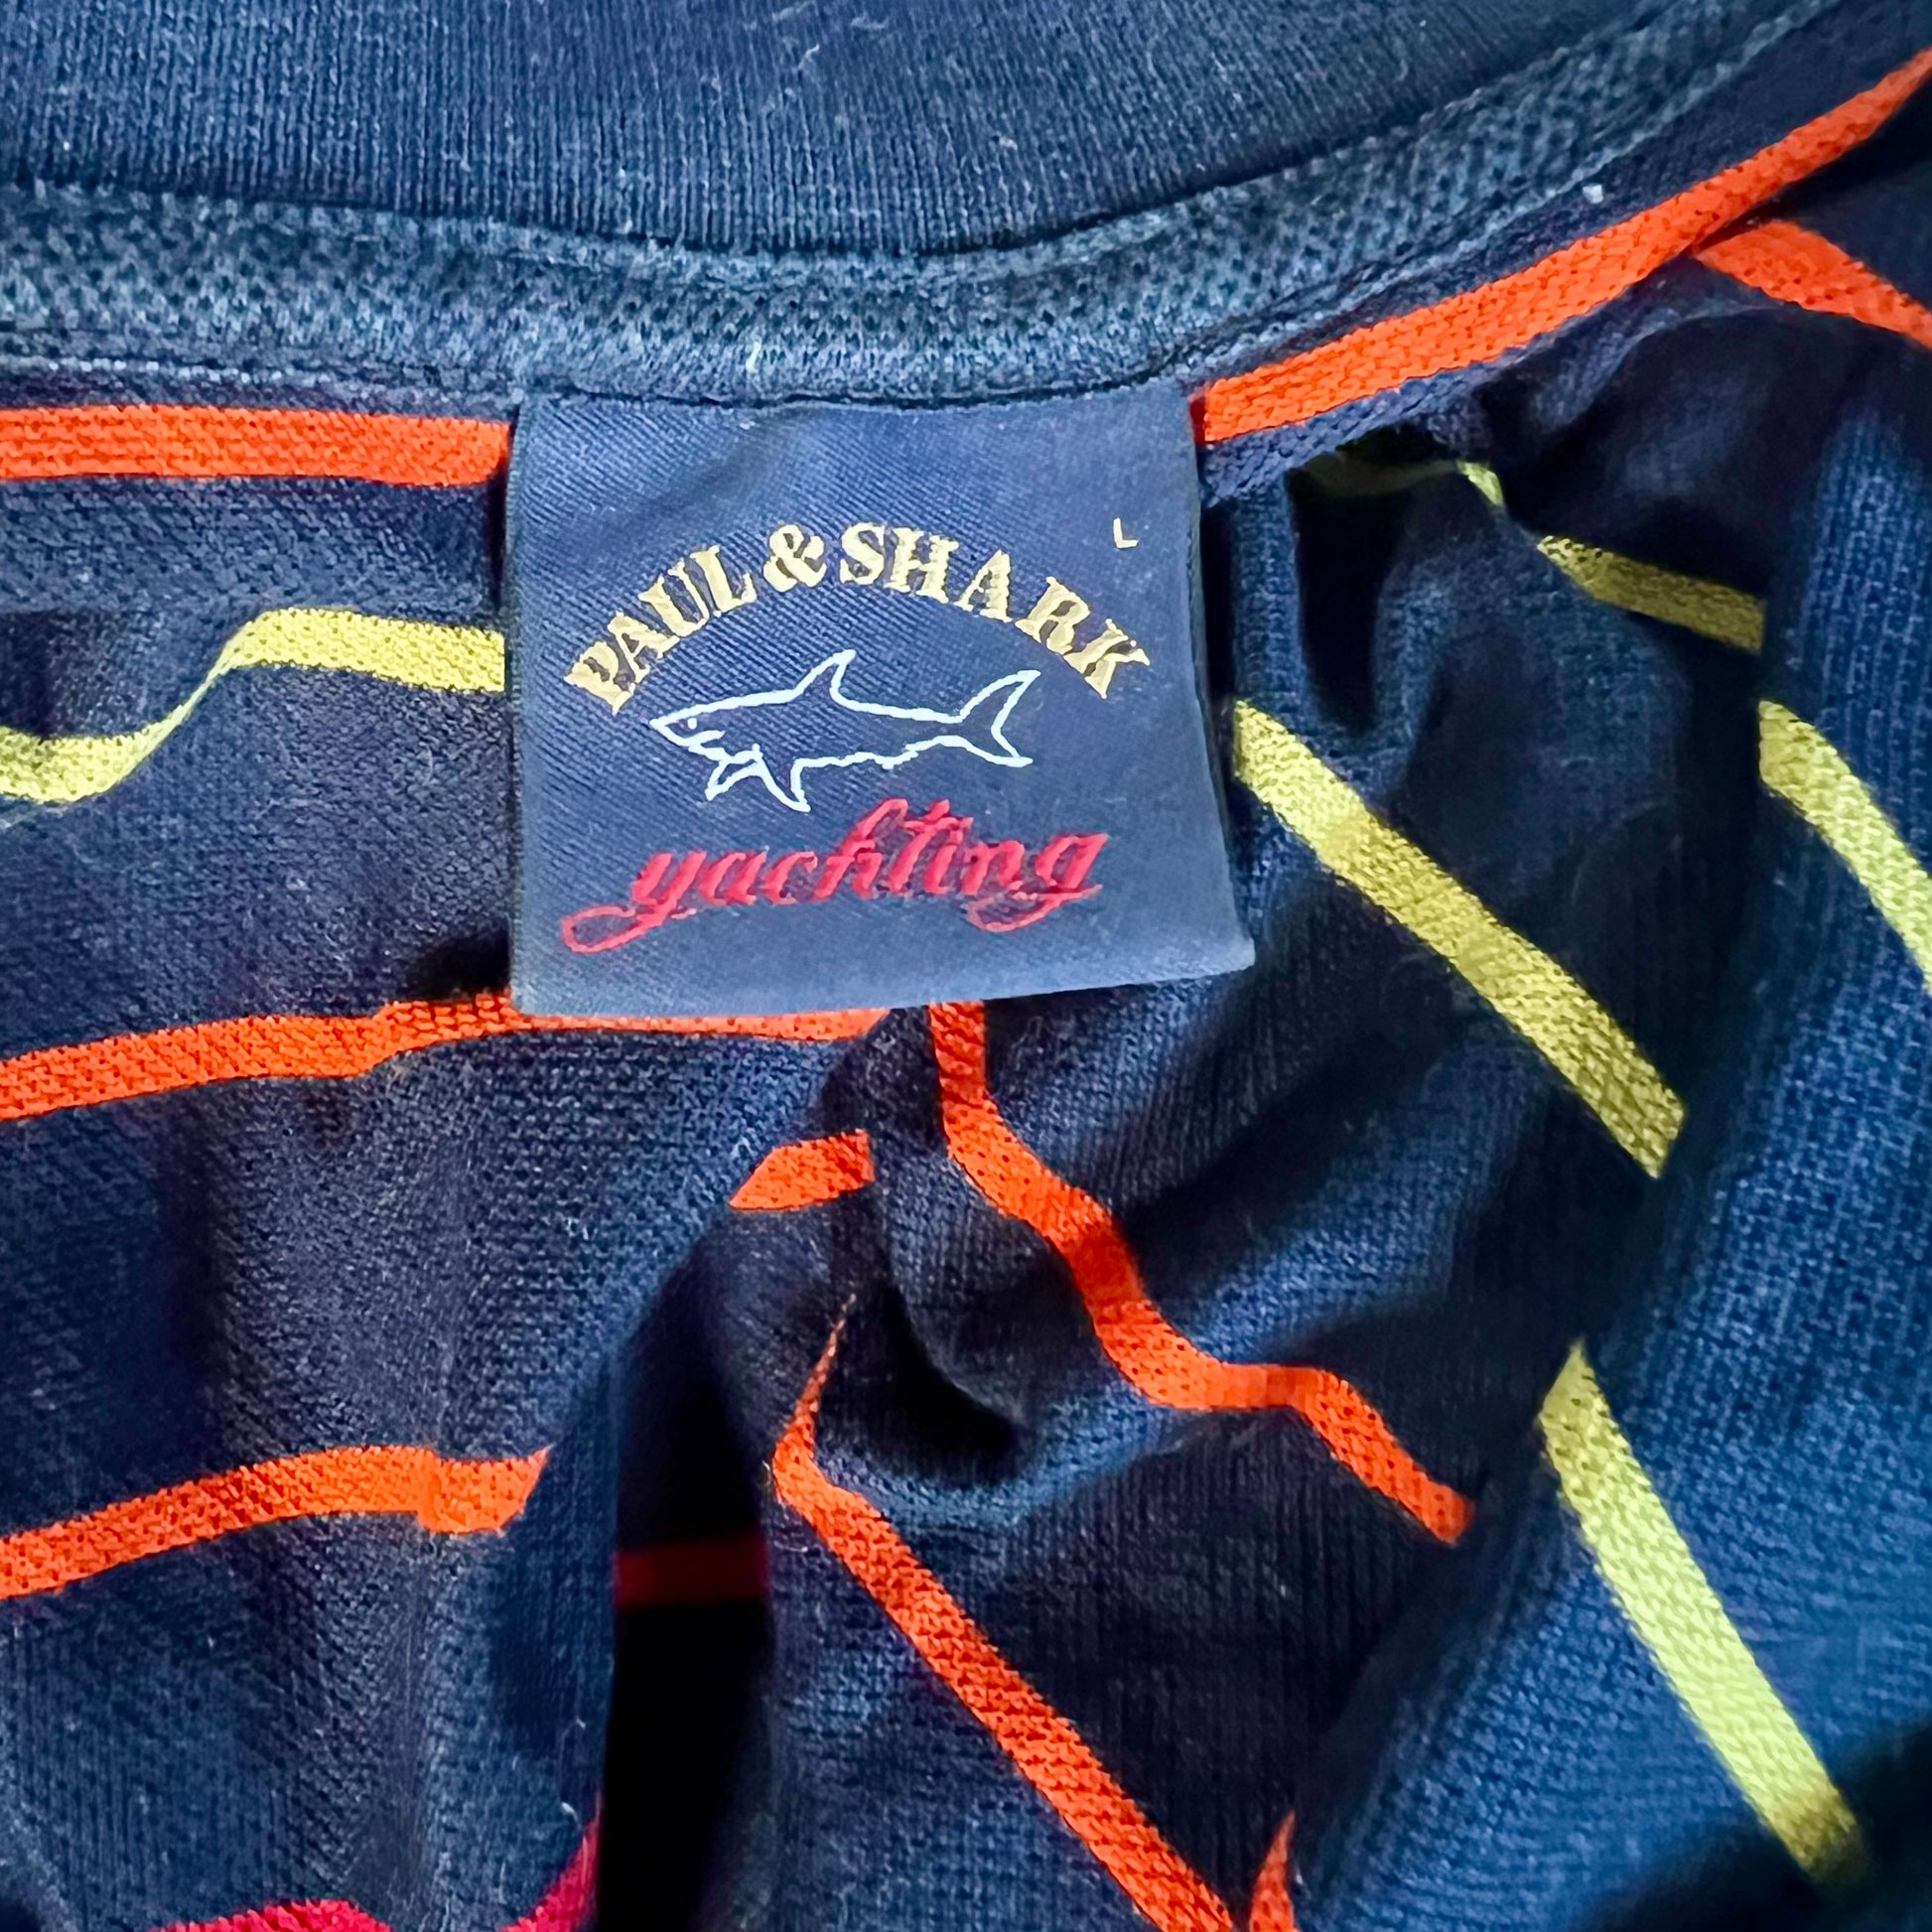 L
PAUL & SHARK
yachting